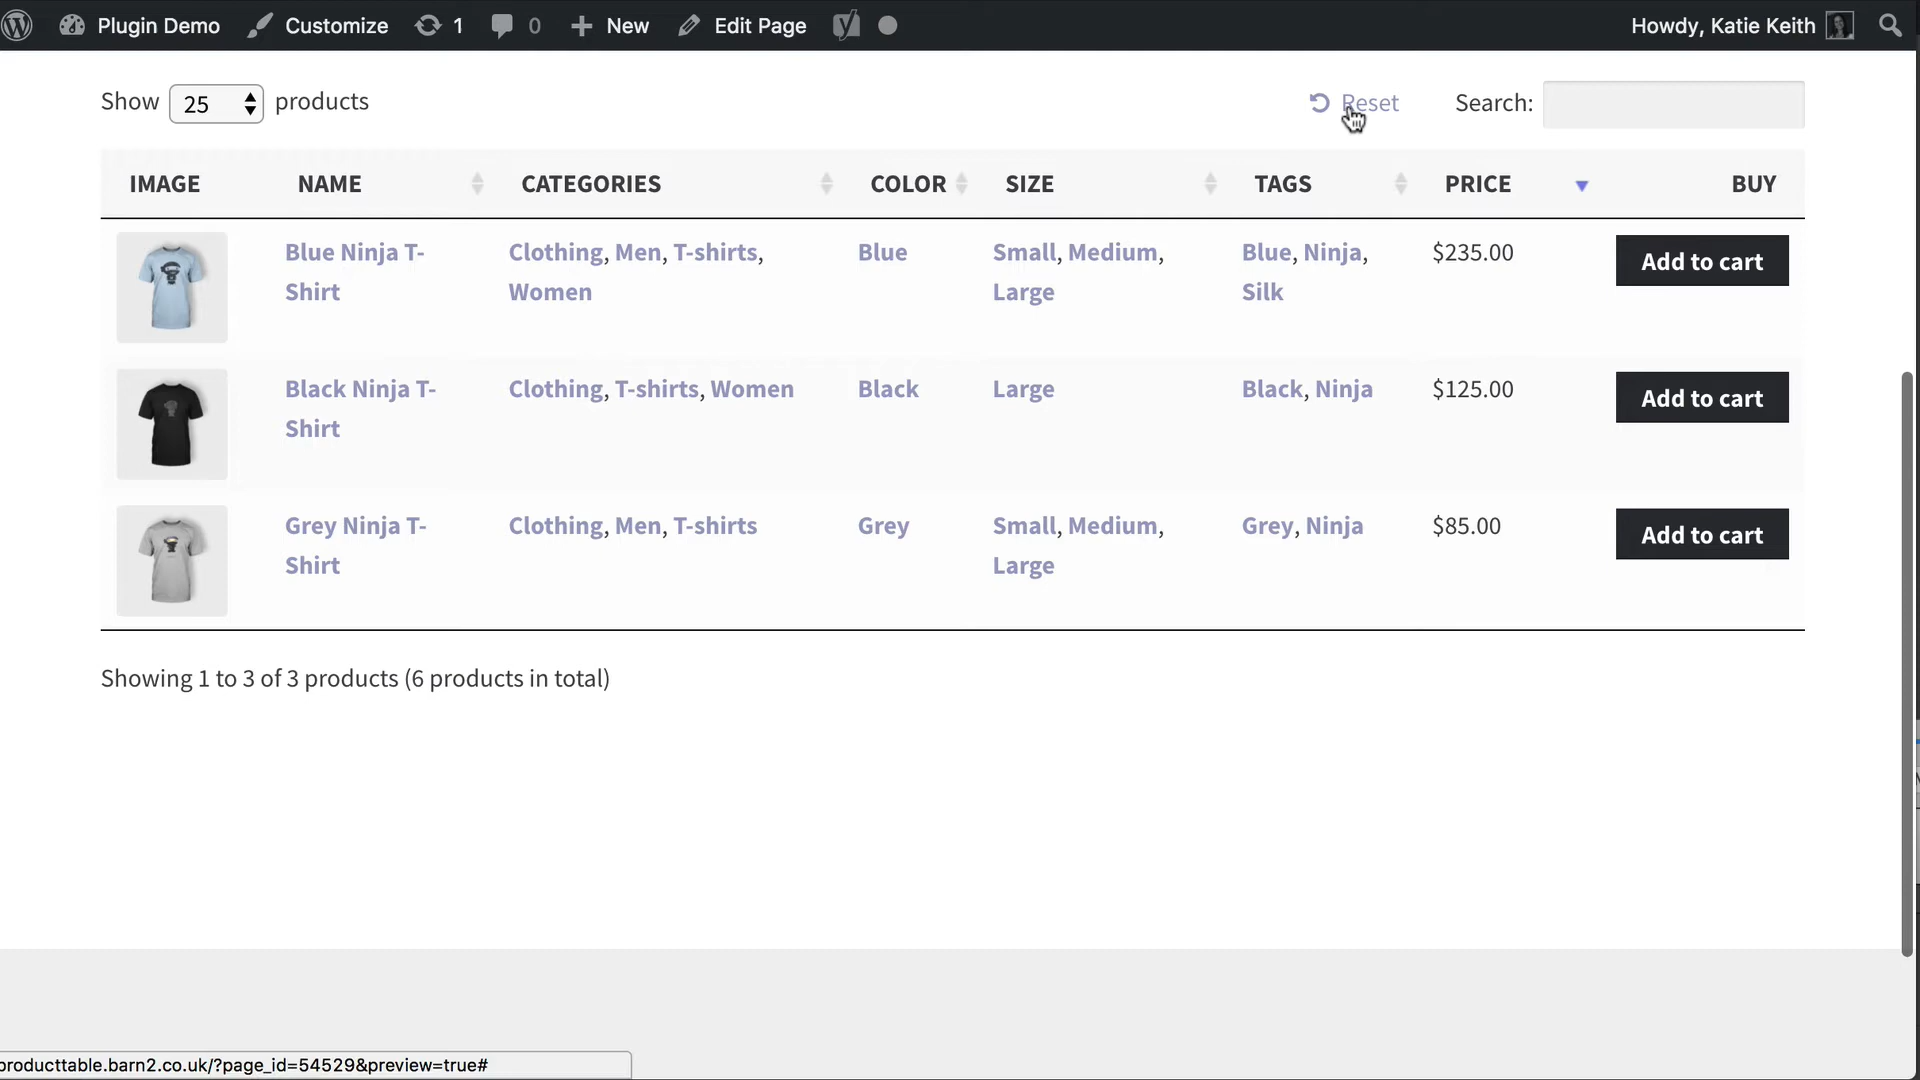 Plugin Demo Customize 1 0 New Edit Page Howdy, Katie Keith
Show 25 products Reset Search:
IMAGE NAME CATEGORIES COLOR SIZE TAGS PRICE BUY
Blue Ninja T- Clothing, Men, T-shirts, Blue Small, Medium, Blue, Ninja, $235.00 Add to cart
Shirt Women Large Silk
Black Ninja T- Clothing, T-shirts, Women Black Large Black, Ninja $125.00 Add to cart
Shirt
Grey Ninja T- Clothing, Men, T-shirts Grey Small, Medium, Grey, Ninja $85.00 Add to cart
Shirt Large
Showing 1 to 3 of 3 products (6 products in total)
producttable.barn2.co.uk/?page_id=54529&preview=true#